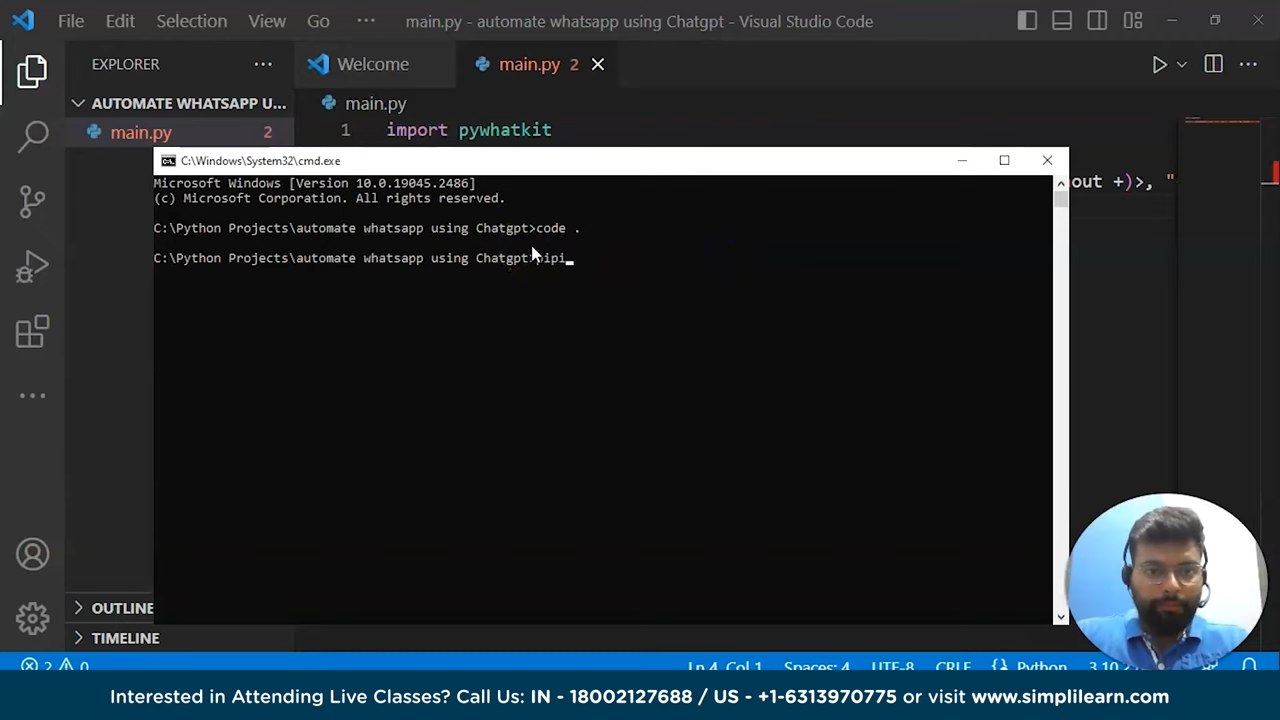 File Edit Selection View Go ··· main.py - automate whatsapp using Chatgpt - Visual Studio Code
EXPLORER ··· Welcome main.py 2
AUTOMATE WHATSAPP U... main.py
main.py 2 1 import pywhatkit
C:\Windows\System32\cmd.exe
Microsoft Windows [Version 10.0.19045.2486] out +)>, "
(c) Microsoft Corporation. All rights reserved.
C:\Python Projects\automate whatsapp using Chatgpt>code .
C:\Python Projects\automate whatsapp using Chatgpt>pipi
OUTLINE
TIMELINE
2 0 Ln 4, Col 1 Spaces: 4 UTF-8 CRLF Python
Interested in Attending Live Classes? Call Us: IN - 18002127688 / US - +1-6313970775 or visit www.simplilearn.com